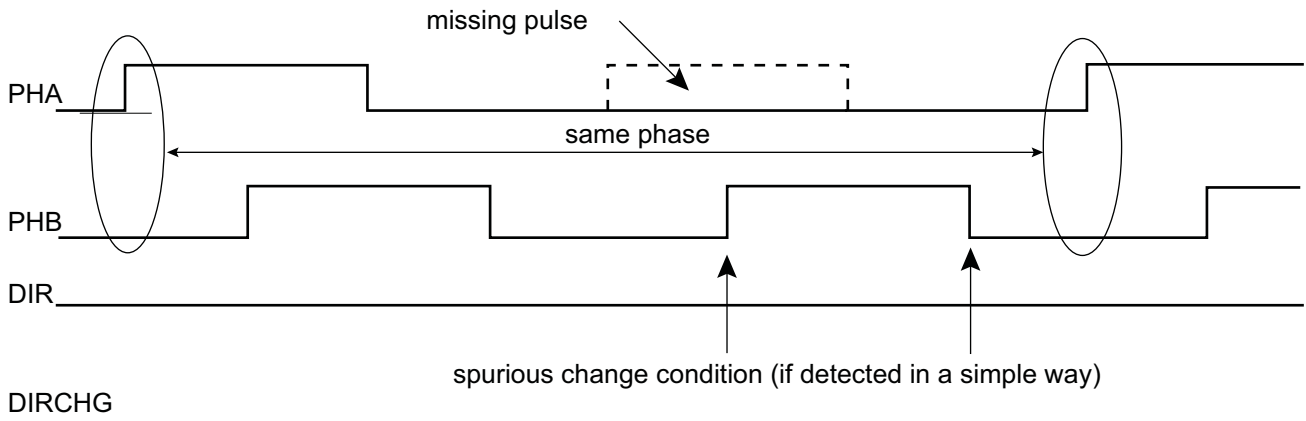 missing pulse
PHA
same phase
PHB
DIR
spurious change condition (if detected in a simple way)
DIRCHG